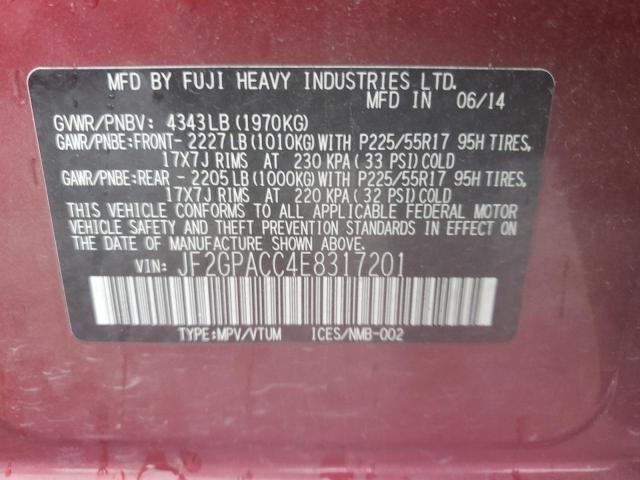 MFD BY FUJI HEAVY INDUSTRIES LTD.
MFD IN 06/14
GVWR/PNBV: 4343LB(1970KG)
GAWR/PNBE:FRONT- 2227LB(1010KG)WITH P225/55R17 95H TIRES,
17X7J RIMS AT 230 KPA( 33 PSI)COLD
GAWR/PNBE:REAR - 2205LB(1000KG)WITH P225/55R17 95H TIRES,
17X7J RIMS AT 220 KPA( 32 PSI)COLD
THIS VEHICLE CONFORMS TO ALL APPLICABLE FEDERAL MOTOR
VEHICLE SAFETY AND THEFT PREVENTION STANDARDS IN EFFECT
ON THE DATE OF MANUFACTURE SHOWN ABOVE.
VIN: JF2GPACC4E8317201
TYPE:MPV/VTUM ICES/NMB-002